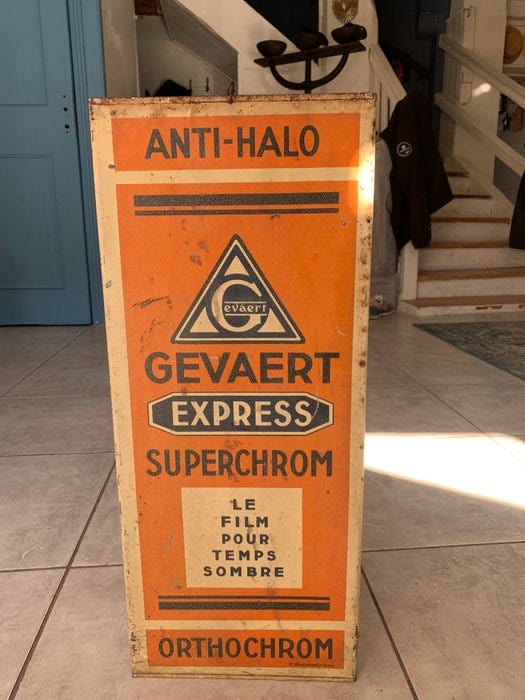 ANTI-HALO
Gevaert
GEVAERT
EXPRESS
SUPERCHROM
LE
FILM
POUR
TEMPS
SOMBRE
ORTHOCHROM